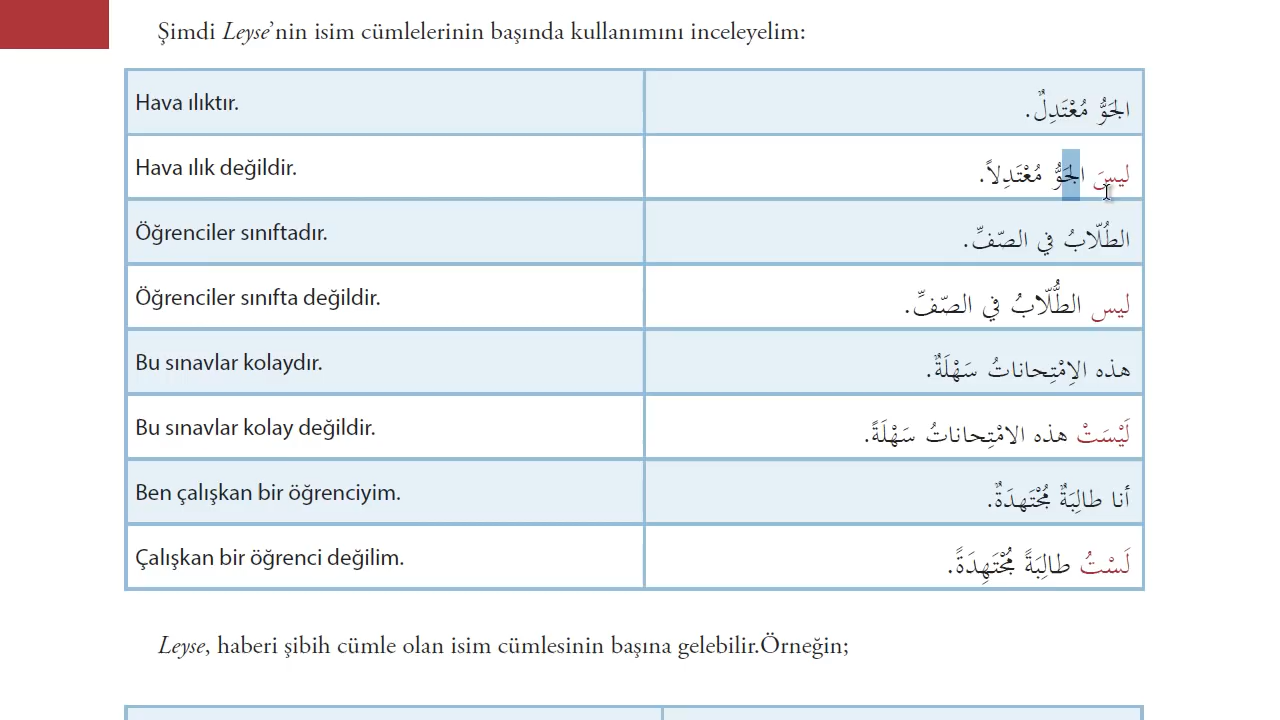 Şimdi Leyse’nin isim cümlelerinin başında kullanımını inceleyelim:
Hava ılıktır.
الجَوُّ مُعْتَدِلٌ.
Hava ılık değildir.
ليسَ الجَوُّ مُعْتَدِلاً.
Öğrenciler sınıftadır.
الطُلّابُ في الصّفِّ.
Öğrenciler sınıfta değildir.
ليس الطُّلّابُ في الصّفِّ.
Bu sınavlar kolaydır.
هذه الاِمْتِحاناتُ سَهْلَةٌ.
Bu sınavlar kolay değildir.
لَيْسَتْ هذه الامْتِحاناتُ سَهْلَةً.
Ben çalışkan bir öğrenciyim.
أنا طالِبَةٌ مُجْتَهدَةٌ.
Çalışkan bir öğrenci değilim.
لَسْتُ طالِبَةً مُجْتَهِدَةً.
Leyse, haberi şibih cümle olan isim cümlesinin başına gelebilir.Örneğin;